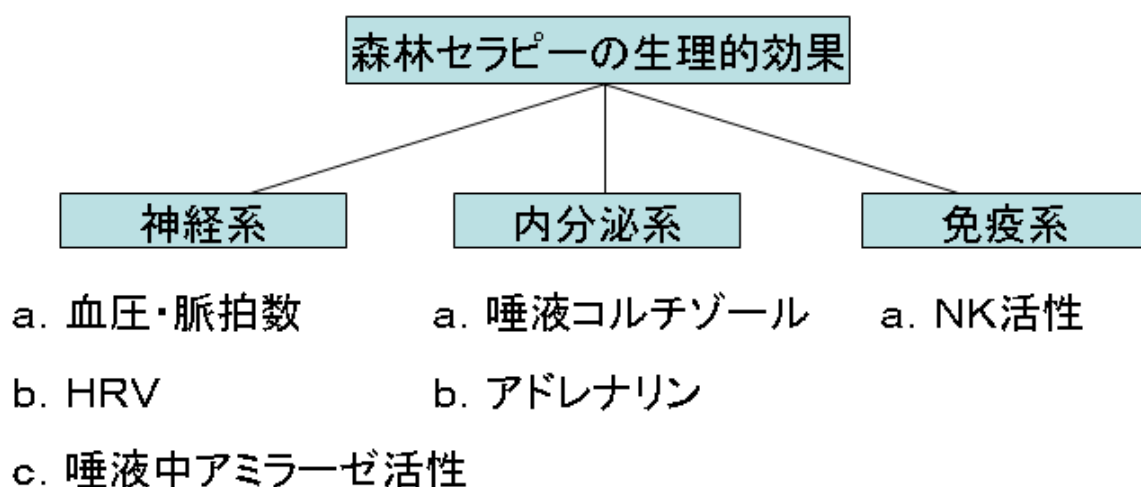 森林セラピーの生理的効果
神経系
a. 血圧・脈拍数
b. HRV
c. 唾液中アミラーゼ活性
内分泌系
a. 唾液コルチゾール
b. アドレナリン
免疫系
a. NK活性